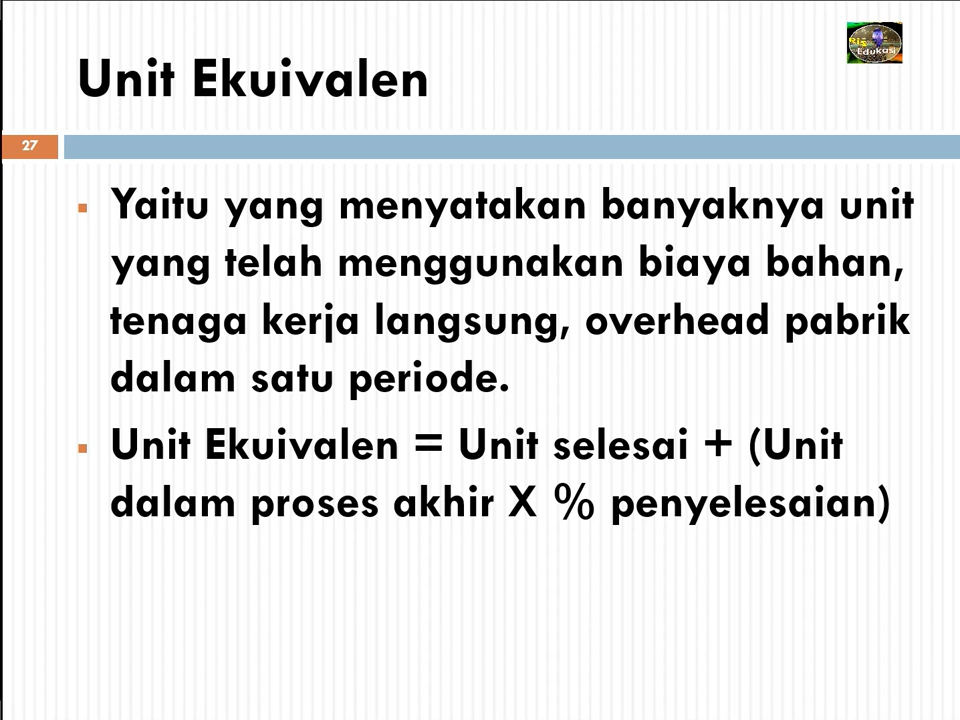 Unit Ekuivalen
Edukasi
27
▪ Yaitu yang menyatakan banyaknya unit
yang telah menggunakan biaya bahan,
tenaga kerja langsung, overhead pabrik
dalam satu periode.
▪ Unit Ekuivalen = Unit selesai + (Unit
dalam proses akhir X % penyelesaian)